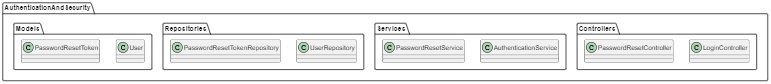 AuthenticationAndSecurity
Models
Repositories
Services
Controllers
C PasswordResetToken
C User
C PasswordResetTokenRepository
C UserRepository
C PasswordResetService
C AuthenticationService
C PasswordResetController
C LoginController